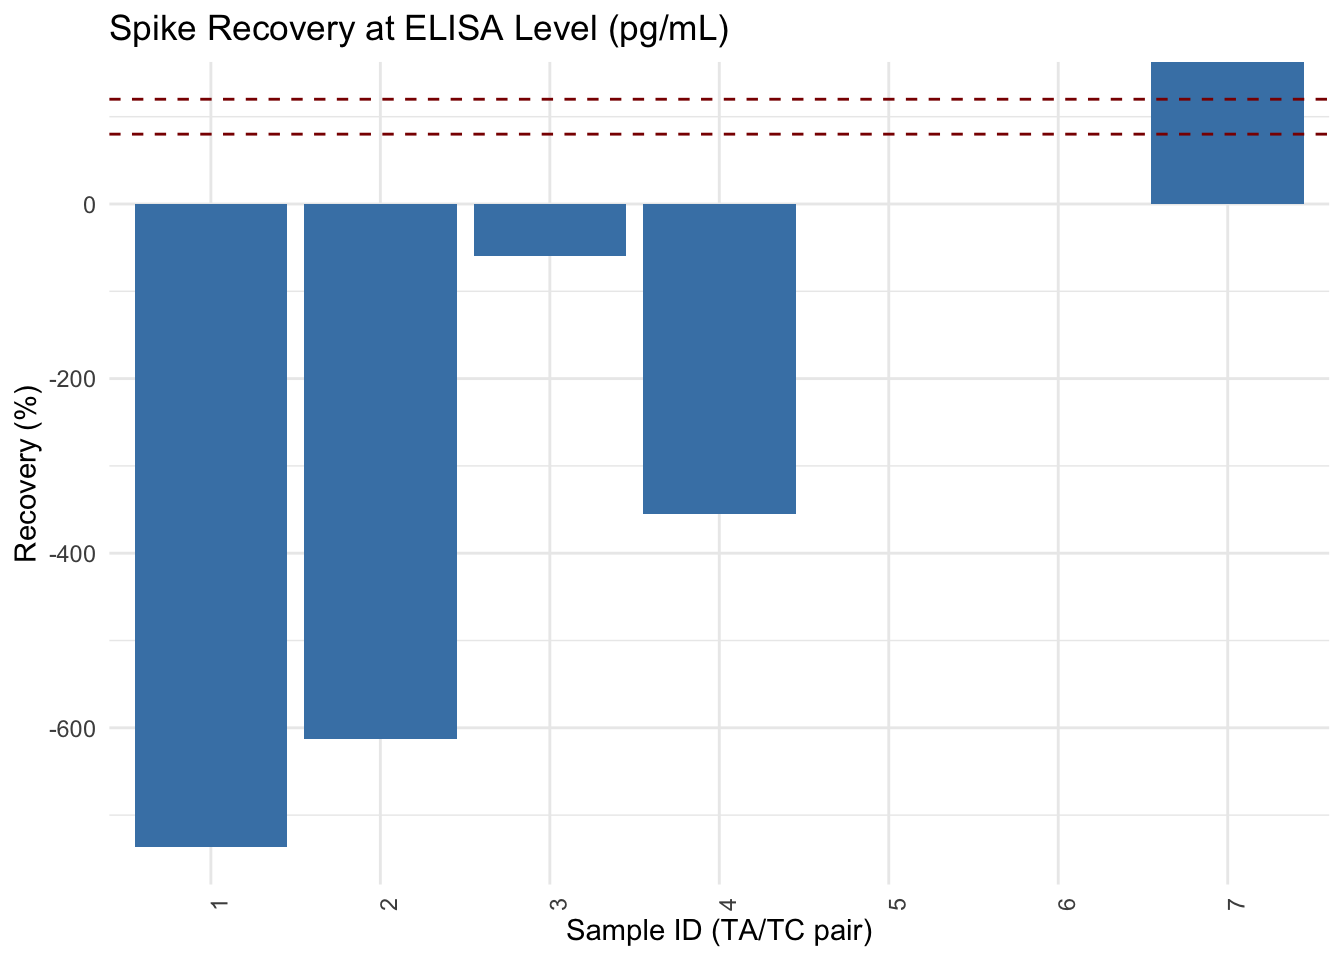 Spike Recovery at ELISA Level (pg/mL)
Recovery (%)
0
-200
-400
-600
1 2 3 4 5 6 7
Sample ID (TA/TC pair)